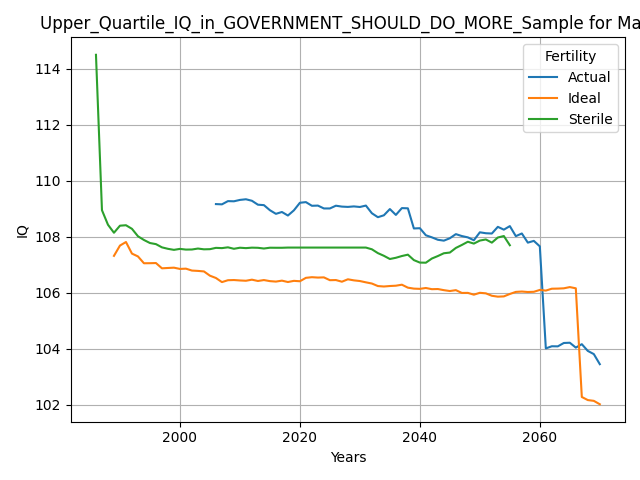 Upper_Quartile_IQ_in_GOVERNMENT_SHOULD_DO_MORE_Sample for Ma
Fertility
Actual
Ideal
Sterile
114
112
110
108
106
104
102
IQ
2000
2020
2040
2060
Years